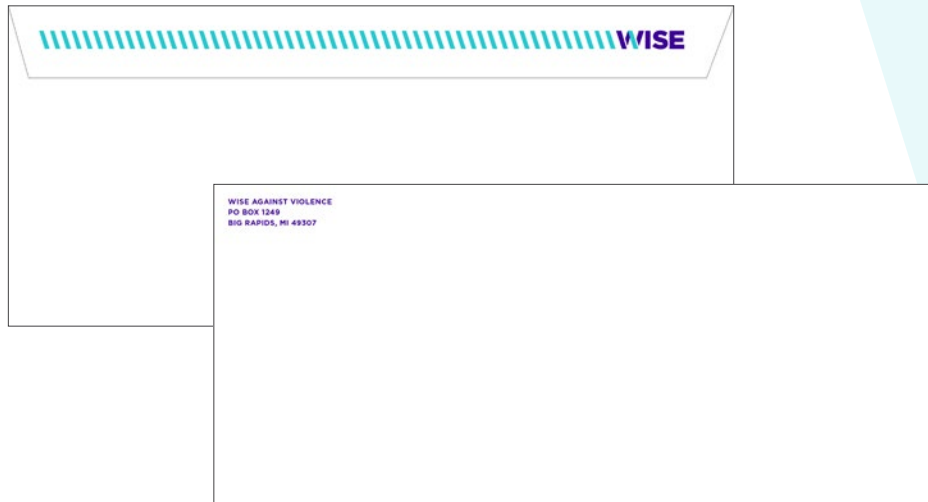 WISE
WISE AGAINST VIOLENCE
PO BOX 1249
BIG RAPIDS, MI 49307